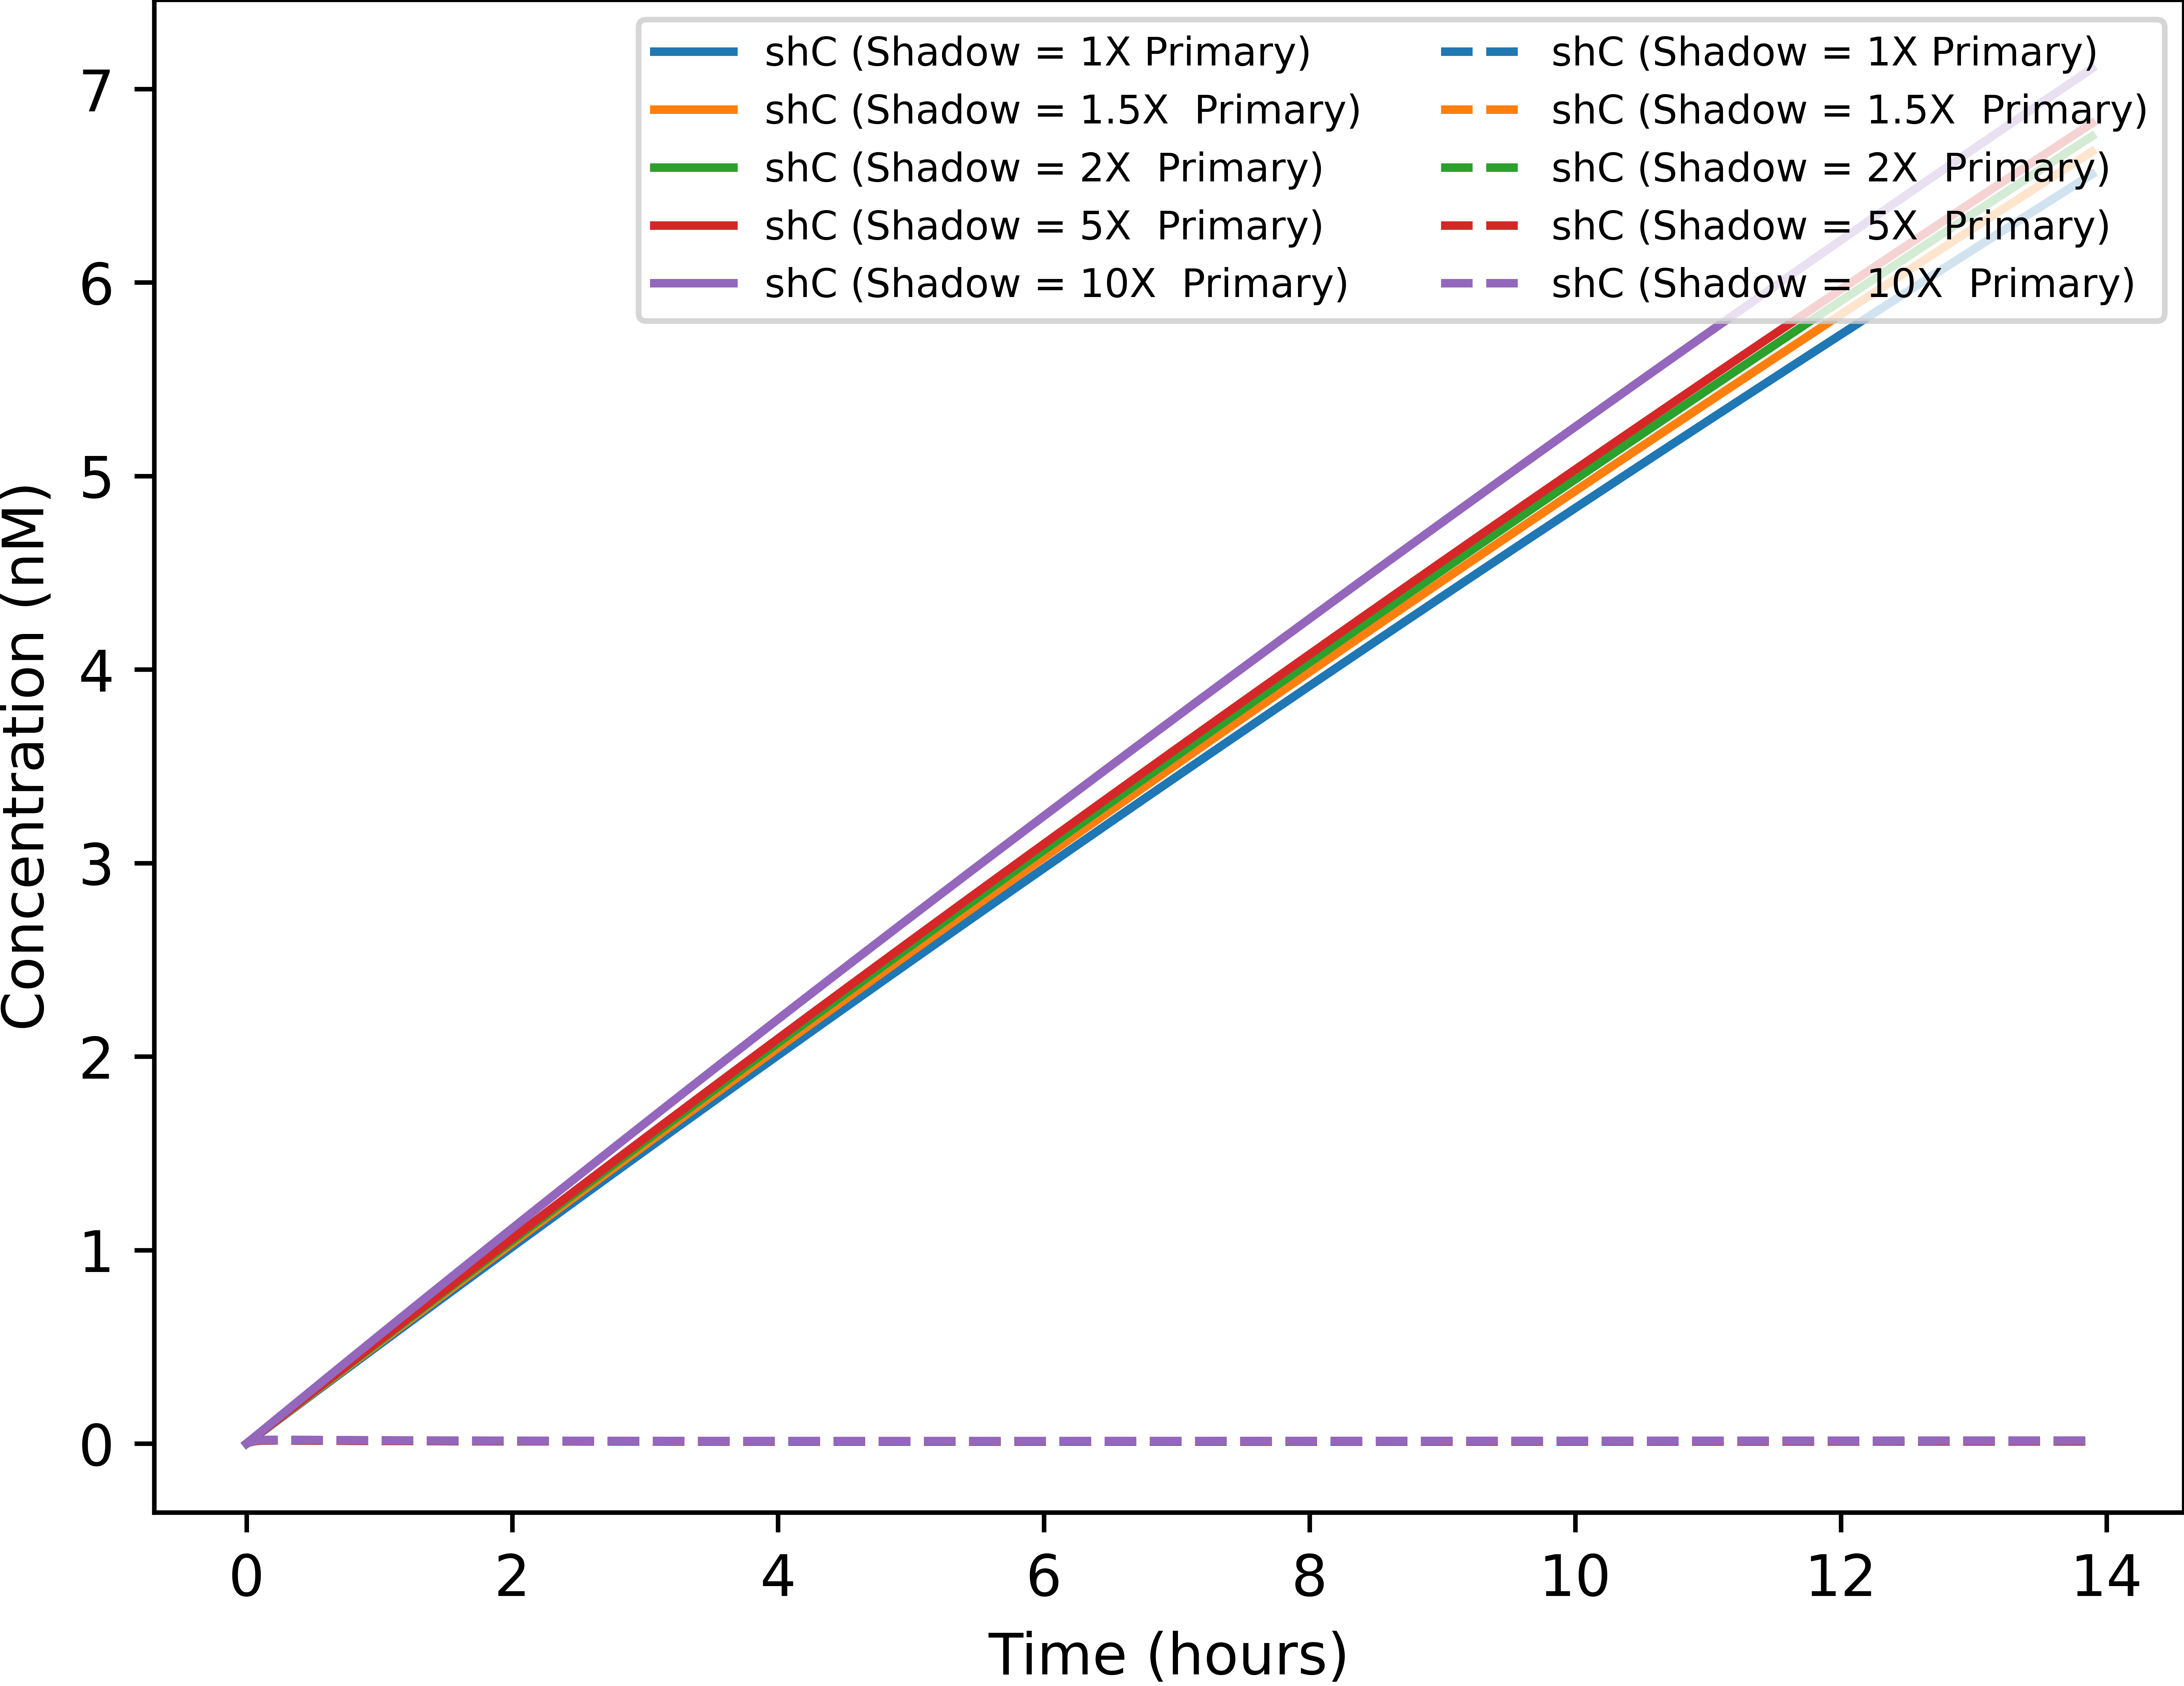 shC (Shadow = 1X Primary)
shC (Shadow = 1.5X  Primary)
shC (Shadow = 2X  Primary)
shC (Shadow = 5X  Primary)
shC (Shadow = 10X  Primary)
shC (Shadow = 1X Primary)
shC (Shadow = 1.5X  Primary)
shC (Shadow = 2X  Primary)
shC (Shadow = 5X  Primary)
shC (Shadow = 10X  Primary)
Concentration (nM)
7
6
5
4
3
2
1
0
0 2 4 6 8 10 12 14
Time (hours)